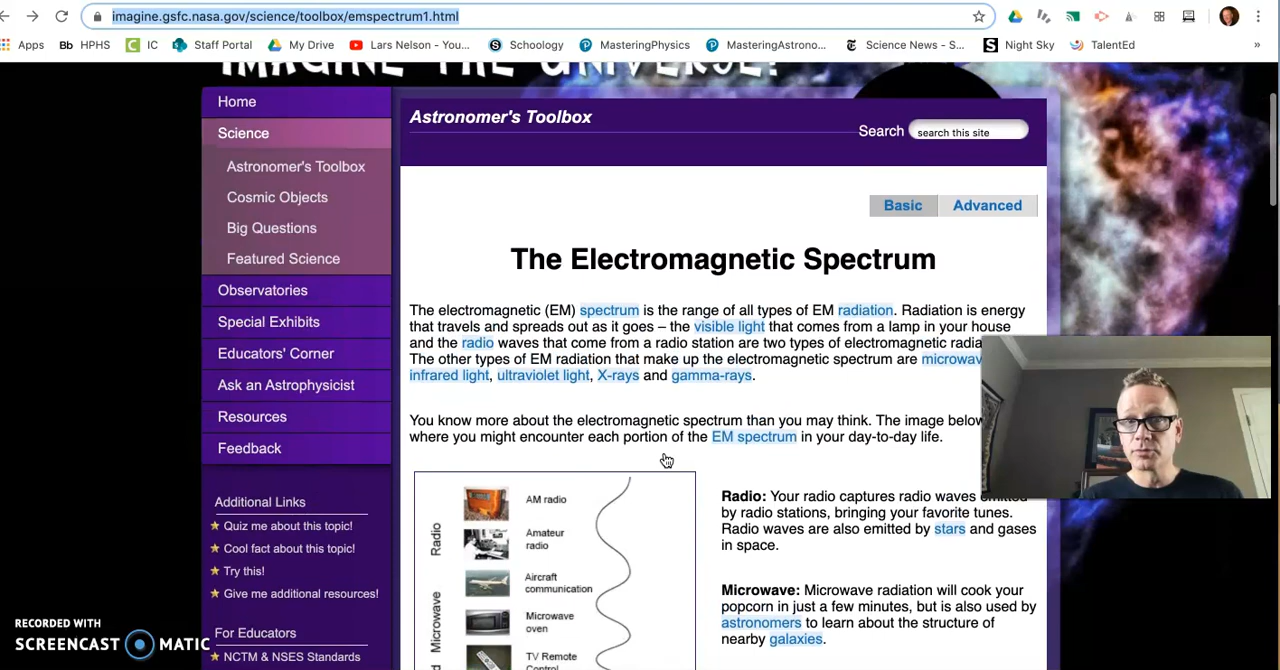 imagine.gsfc.nasa.gov/science/toolbox/emspectrum1.html
Apps
Bb HPHS
C IC
Staff Portal
My Drive
Lars Nelson - You...
S Schoology
P MasteringPhysics
P MasteringAstrono...
Science News - S...
S Night Sky
TalentEd
»
IMAGINE THE UNIVERSE!
Home
Science
Astronomer's Toolbox
Cosmic Objects
Big Questions
Featured Science
Observatories
Special Exhibits
Educators' Corner
Ask an Astrophysicist
Resources
Feedback
Additional Links
Quiz me about this topic!
Cool fact about this topic!
Try this!
Give me additional resources!
For Educators
NCTM & NSES Standards
Astronomer's Toolbox
Search search this site
Basic Advanced
The Electromagnetic Spectrum
The electromagnetic (EM) spectrum is the range of all types of EM radiation. Radiation is energy
that travels and spreads out as it goes – the visible light that comes from a lamp in your house
and the radio waves that come from a radio station are two types of electromagnetic radia
The other types of EM radiation that make up the electromagnetic spectrum are microwav
infrared light, ultraviolet light, X-rays and gamma-rays.
You know more about the electromagnetic spectrum than you may think. The image below
where you might encounter each portion of the EM spectrum in your day-to-day life.
Radio
AM radio
Amateur
radio
Aircraft
communication
Microwave
Microwave
oven
TV Remote
Control
Radio: Your radio captures radio waves emitted
by radio stations, bringing your favorite tunes.
Radio waves are also emitted by stars and gases
in space.
Microwave: Microwave radiation will cook your
popcorn in just a few minutes, but is also used by
astronomers to learn about the structure of
nearby galaxies.
RECORDED WITH
SCREENCAST MATIC